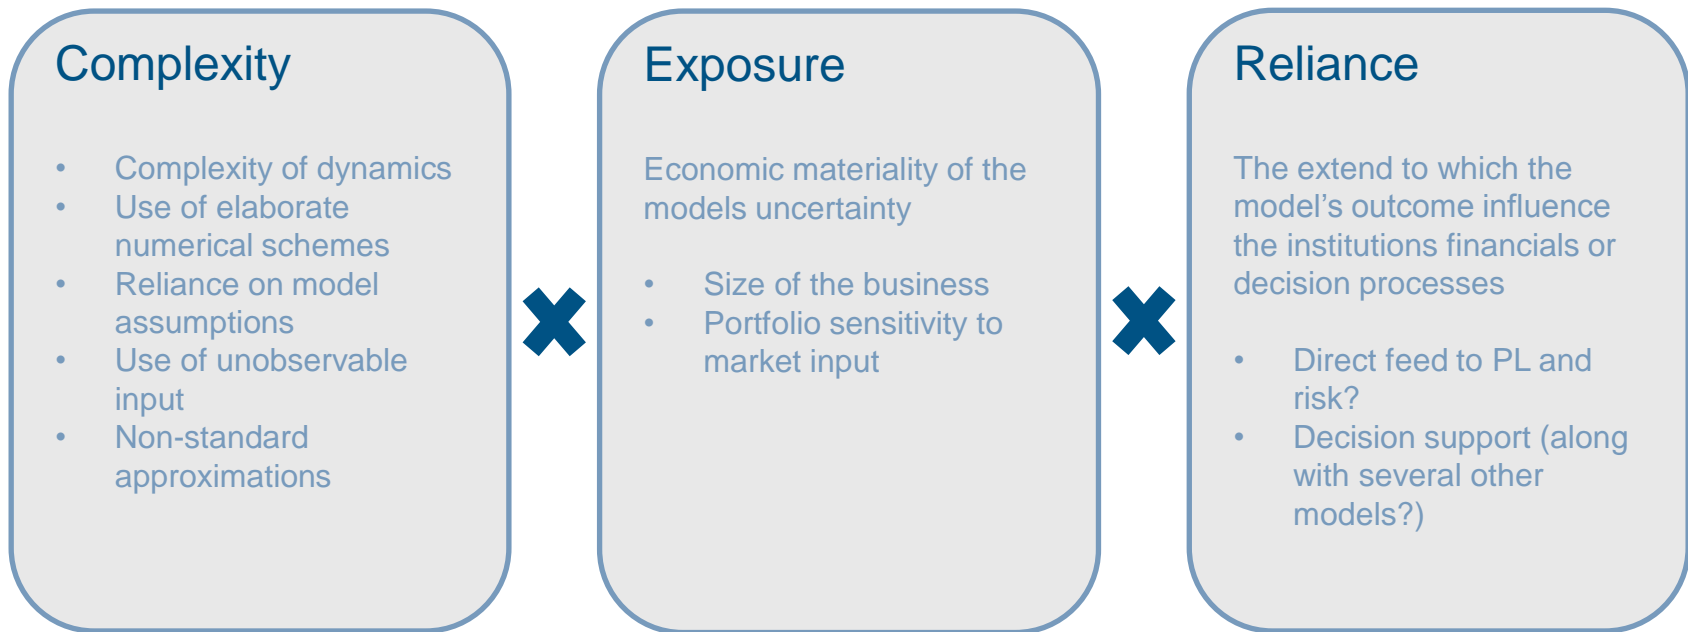 Complexity
• Complexity of dynamics
• Use of elaborate
numerical schemes
• Reliance on model
assumptions
• Use of unobservable
input
• Non-standard
approximations
Exposure
Economic materiality of the
models uncertainty
• Size of the business
• Portfolio sensitivity to
market input
Reliance
The extend to which the
model’s outcome influence
the institutions financials or
decision processes
• Direct feed to PL and
risk?
• Decision support (along
with several other
models?)